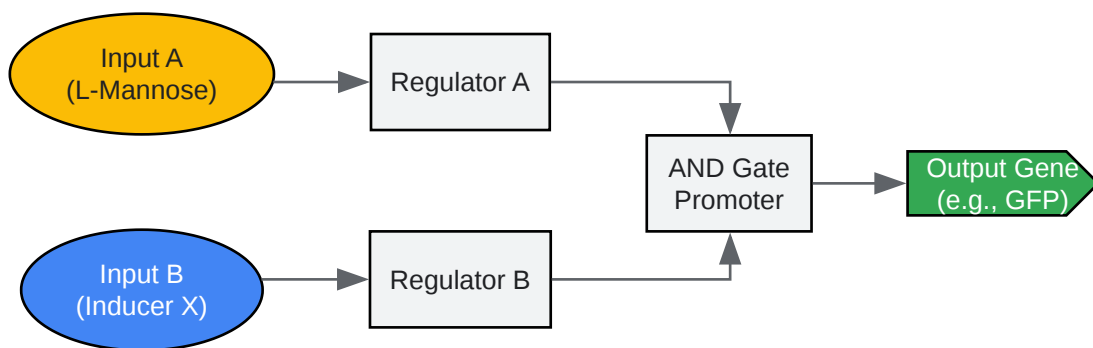 Input A
(L-Mannose)
Regulator A
AND Gate
Promoter
Output Gene
(e.g., GFP)
Input B
(Inducer X)
Regulator B